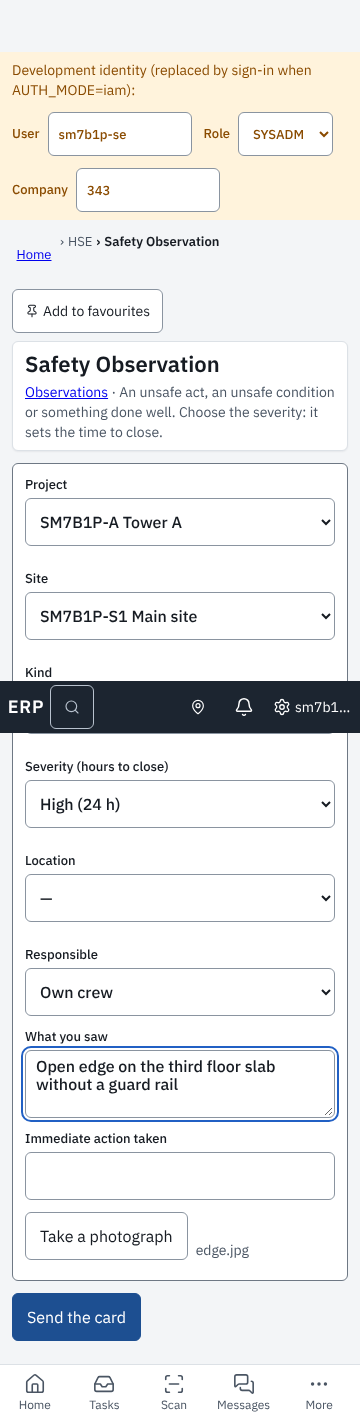 Development identity (replaced by sign-in when
AUTH_MODE=iam):
User sm7b1p-se Role SYSADM
Company 343
Home › HSE › Safety Observation
Add to favourites
Safety Observation
Observations · An unsafe act, an unsafe condition
or something done well. Choose the severity: it
sets the time to close.
Project
SM7B1P-A Tower A
Site
SM7B1P-S1 Main site
Kind
ERP sm7b1...
Severity (hours to close)
High (24 h)
Location
—
Responsible
Own crew
What you saw
Open edge on the third floor slab
without a guard rail
Immediate action taken
Take a photograph edge.jpg
Send the card
Home Tasks Scan Messages More